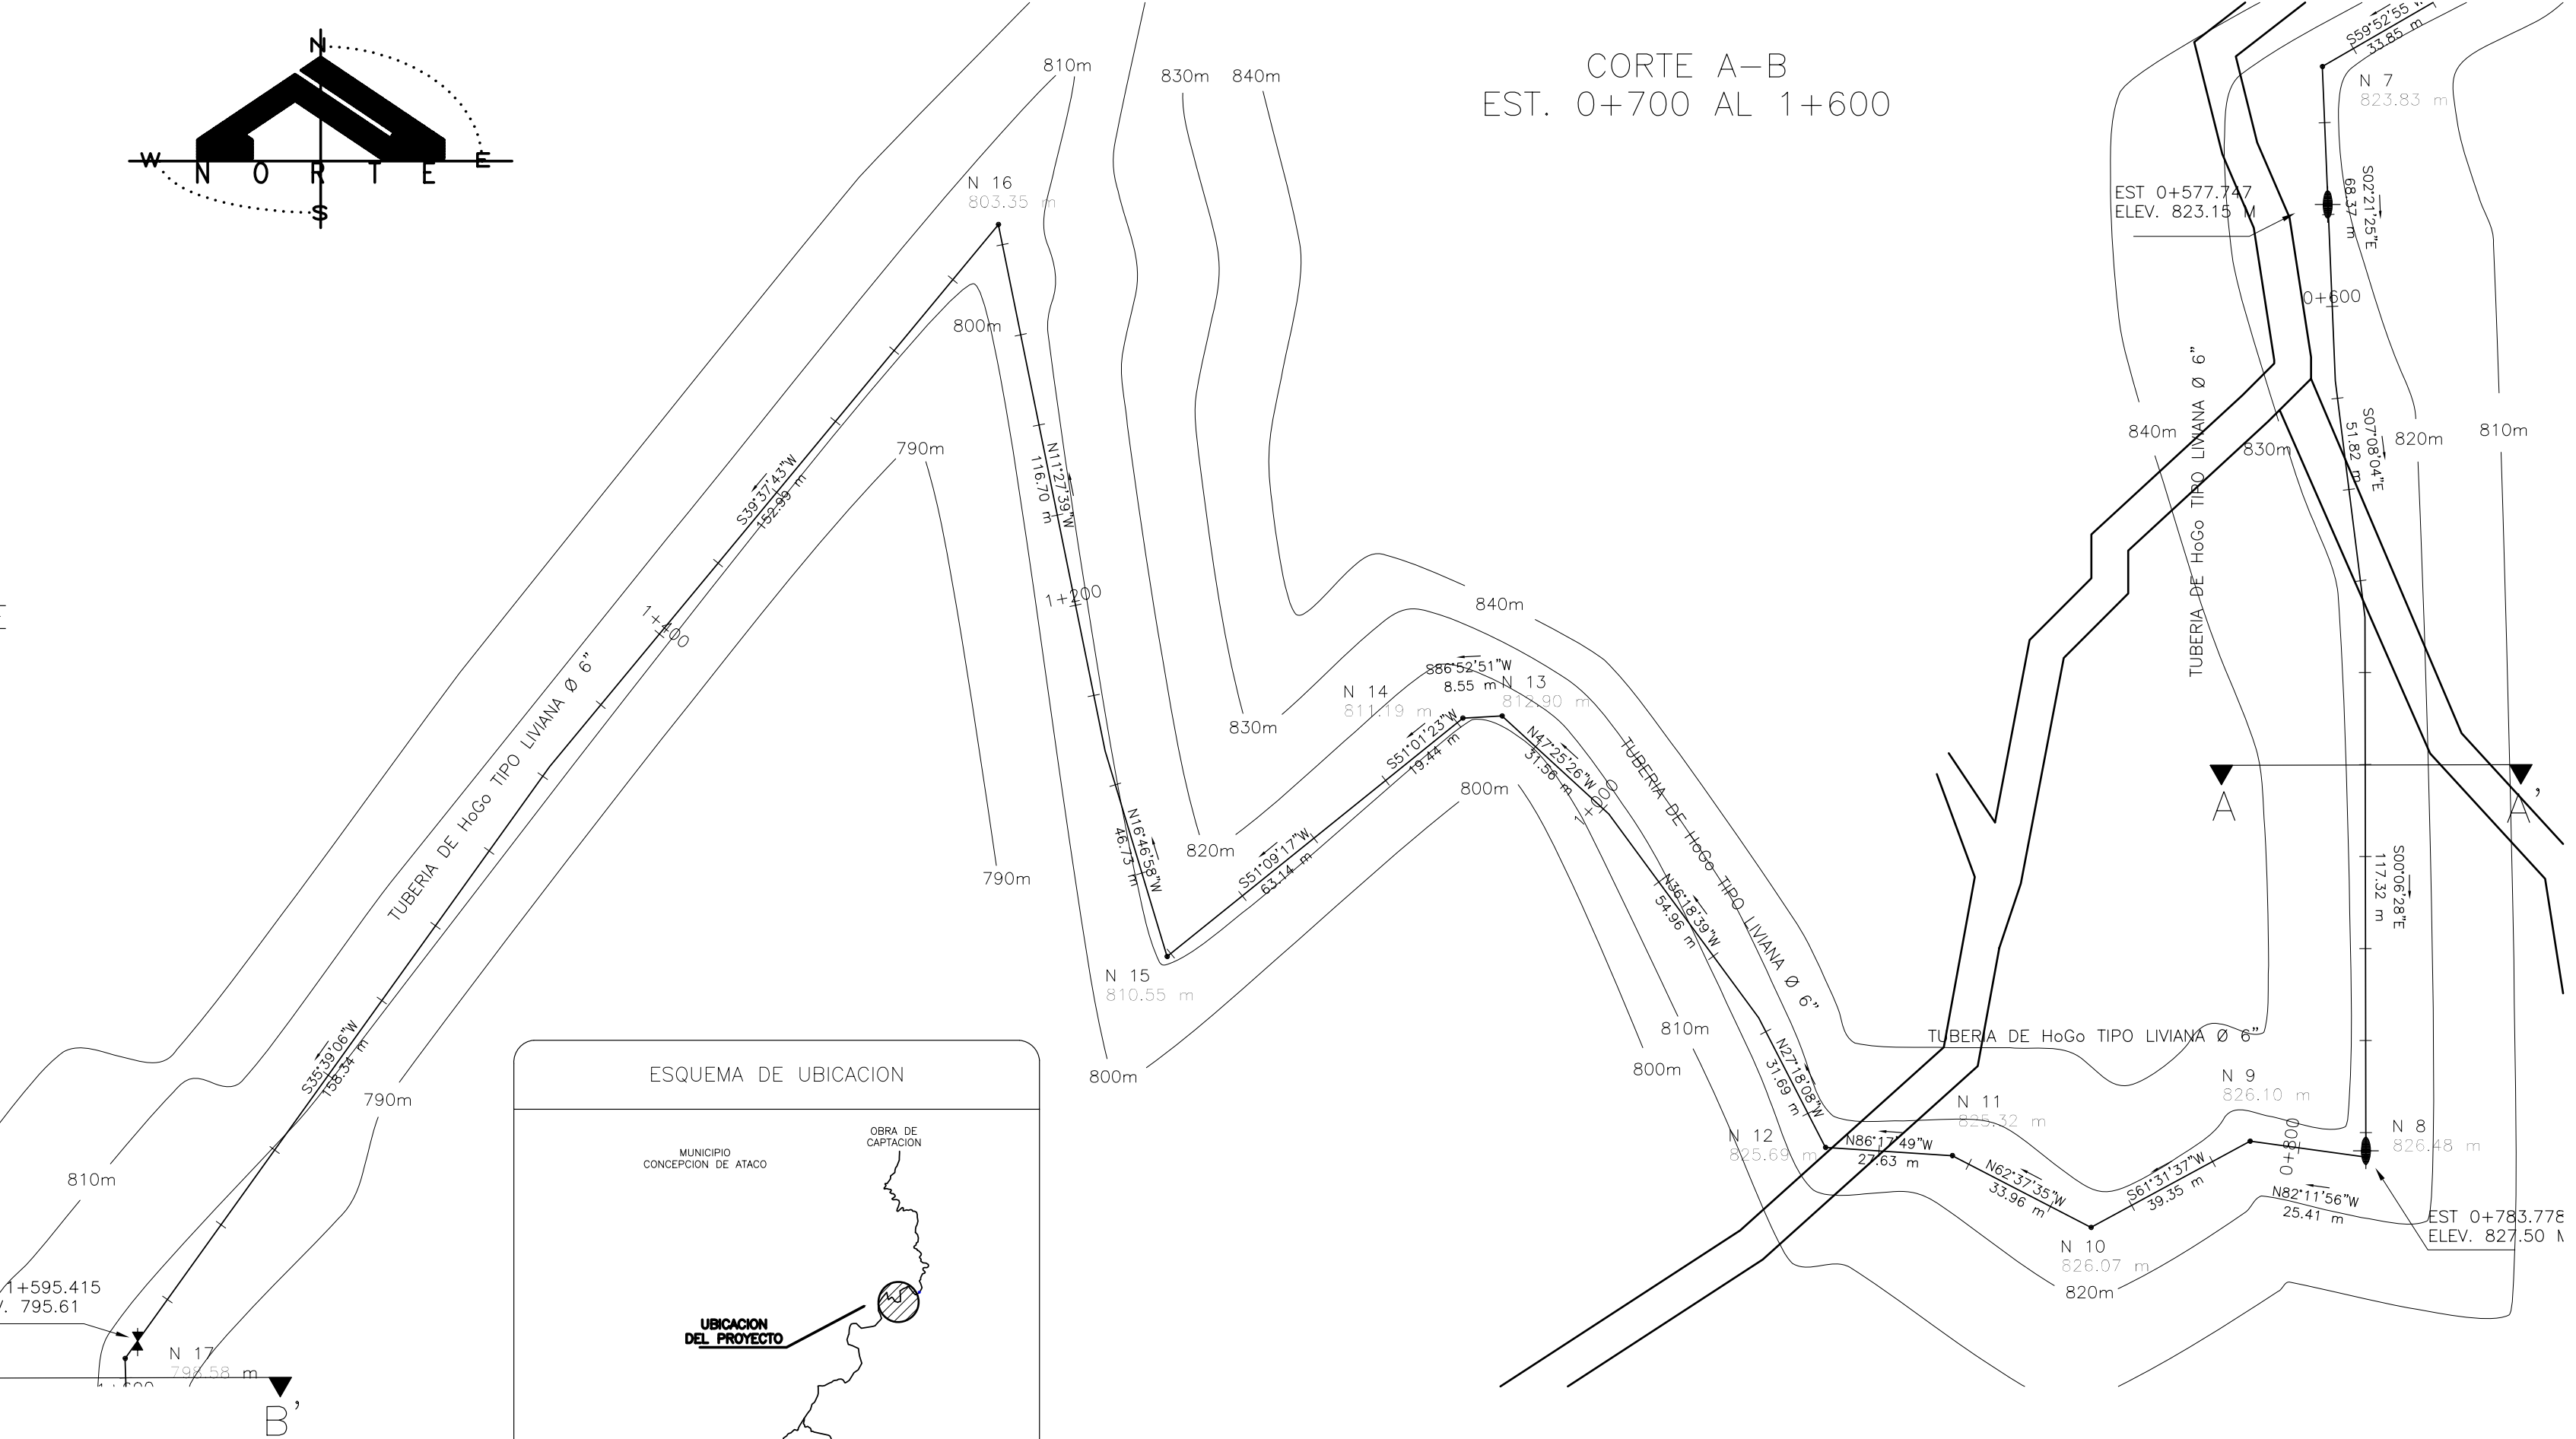 N
W
E
N O R T E
S
CORTE A-B
EST. 0+700 AL 1+600
810m
830m
840m
N 16
803.35 m
800m
790m
S39°37'43"W
152.99 m
N11°27'39"W
116.70 m
1+200
1+400
TUBERIA DE HoGo TIPO LIVIANA Ø 6"
N16°46'58"W
46.73 m
790m
N 15
810.55 m
800m
820m
830m
840m
S51°09'17"W
63.14 m
S51°01'23"W
19.44 m
N 14
811.19 m
S86°52'51"W
8.55 m
N 13
812.90 m
N47°25'26"W
31.56 m
1+000
800m
TUBERIA DE HoGo TIPO LIVIANA Ø 6"
N36°18'39"W
54.96 m
810m
800m
N27°18'08"W
31.69 m
N 12
825.69 m
N86°17'49"W
27.63 m
N 11
825.32 m
N62°37'35"W
33.96 m
N 10
826.07 m
820m
S61°31'37"W
39.35 m
N 9
826.10 m
0+800
N82°11'56"W
25.41 m
N 8
826.48 m
EST 0+783.778
ELEV. 827.50
TUBERIA DE HoGo TIPO LIVIANA Ø 6"
S59°52'55"W
33.85 m
N 7
823.83 m
EST 0+577.747
ELEV. 823.15 M
S02°21'25"E
68.37 m
0+600
TUBERIA DE HoGo TIPO LIVIANA Ø 6"
840m
830m
820m
810m
S07°08'04"E
51.82 m
A
A'
S00°06'28"E
117.32 m
S35°39'06"W
158.34 m
790m
810m
1+595.415
. 795.61
N 17
798.58 m
1+600
B'
ESQUEMA DE UBICACION
OBRA DE
CAPTACION
MUNICIPIO
CONCEPCION DE ATACO
UBICACION
DEL PROYECTO